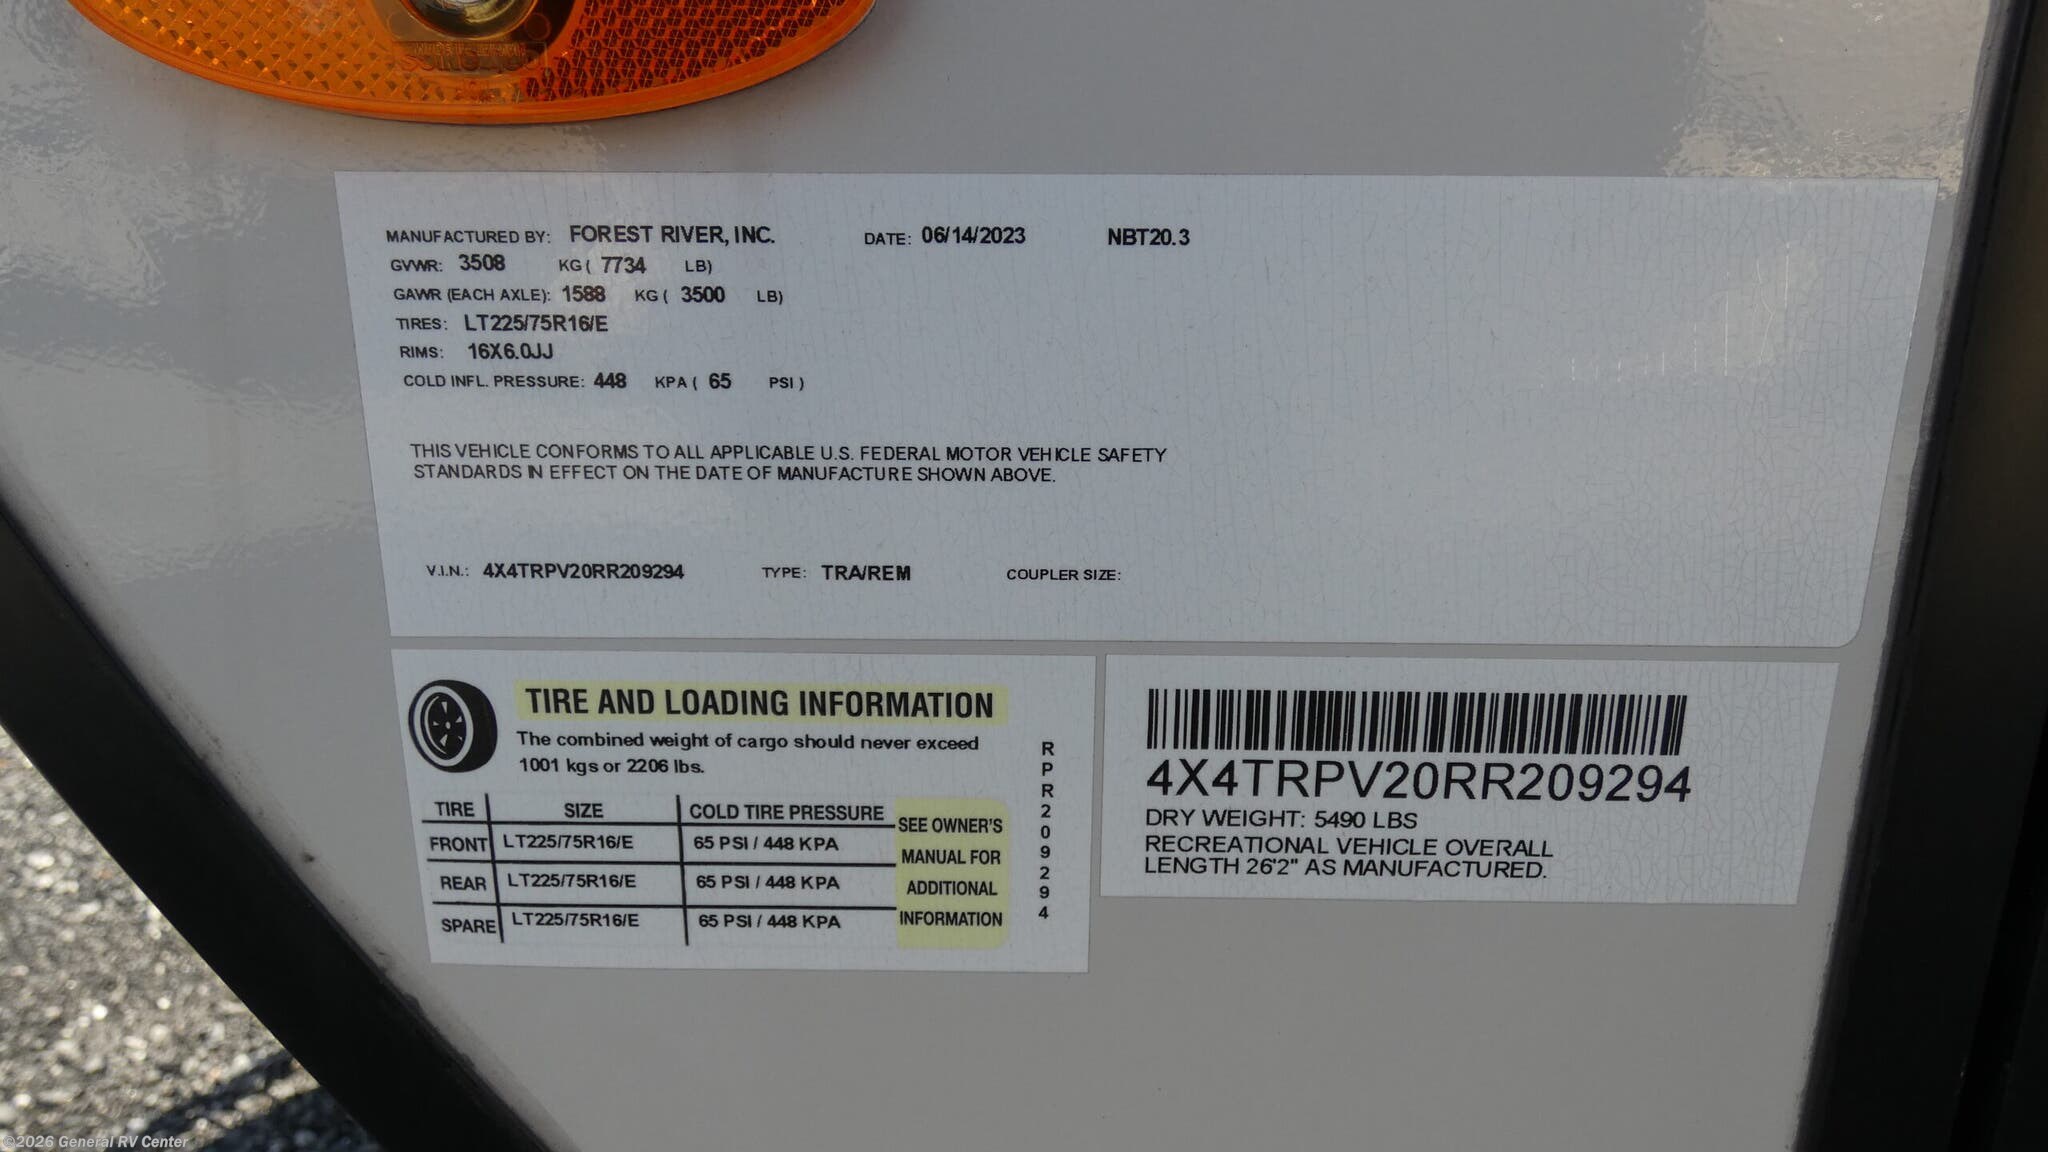 MANUFACTURED BY: FOREST RIVER, INC. DATE: 06/14/2023 NBT20.3
GVWR: 3508 KG ( 7734 LB)
GAWR (EACH AXLE): 1588 KG ( 3500 LB)
TIRES: LT225/75R16/E
RIMS: 16X6.0JJ
COLD INFL. PRESSURE: 448 KPA ( 65 PSI )
THIS VEHICLE CONFORMS TO ALL APPLICABLE U.S. FEDERAL MOTOR VEHICLE SAFETY
STANDARDS IN EFFECT ON THE DATE OF MANUFACTURE SHOWN ABOVE.
V.I.N.: 4X4TRPV20RR209294 TYPE: TRA/REM COUPLER SIZE:
TIRE AND LOADING INFORMATION
The combined weight of cargo should never exceed
1001 kgs or 2206 lbs.
TIRE SIZE COLD TIRE PRESSURE
FRONT LT225/75R16/E 65 PSI / 448 KPA
REAR LT225/75R16/E 65 PSI / 448 KPA
SPARE LT225/75R16/E 65 PSI / 448 KPA
SEE OWNER'S
MANUAL FOR
ADDITIONAL
INFORMATION
RPR209294
4X4TRPV20RR209294
DRY WEIGHT: 5490 LBS
RECREATIONAL VEHICLE OVERALL
LENGTH 26'2" AS MANUFACTURED.
©2026 General RV Center